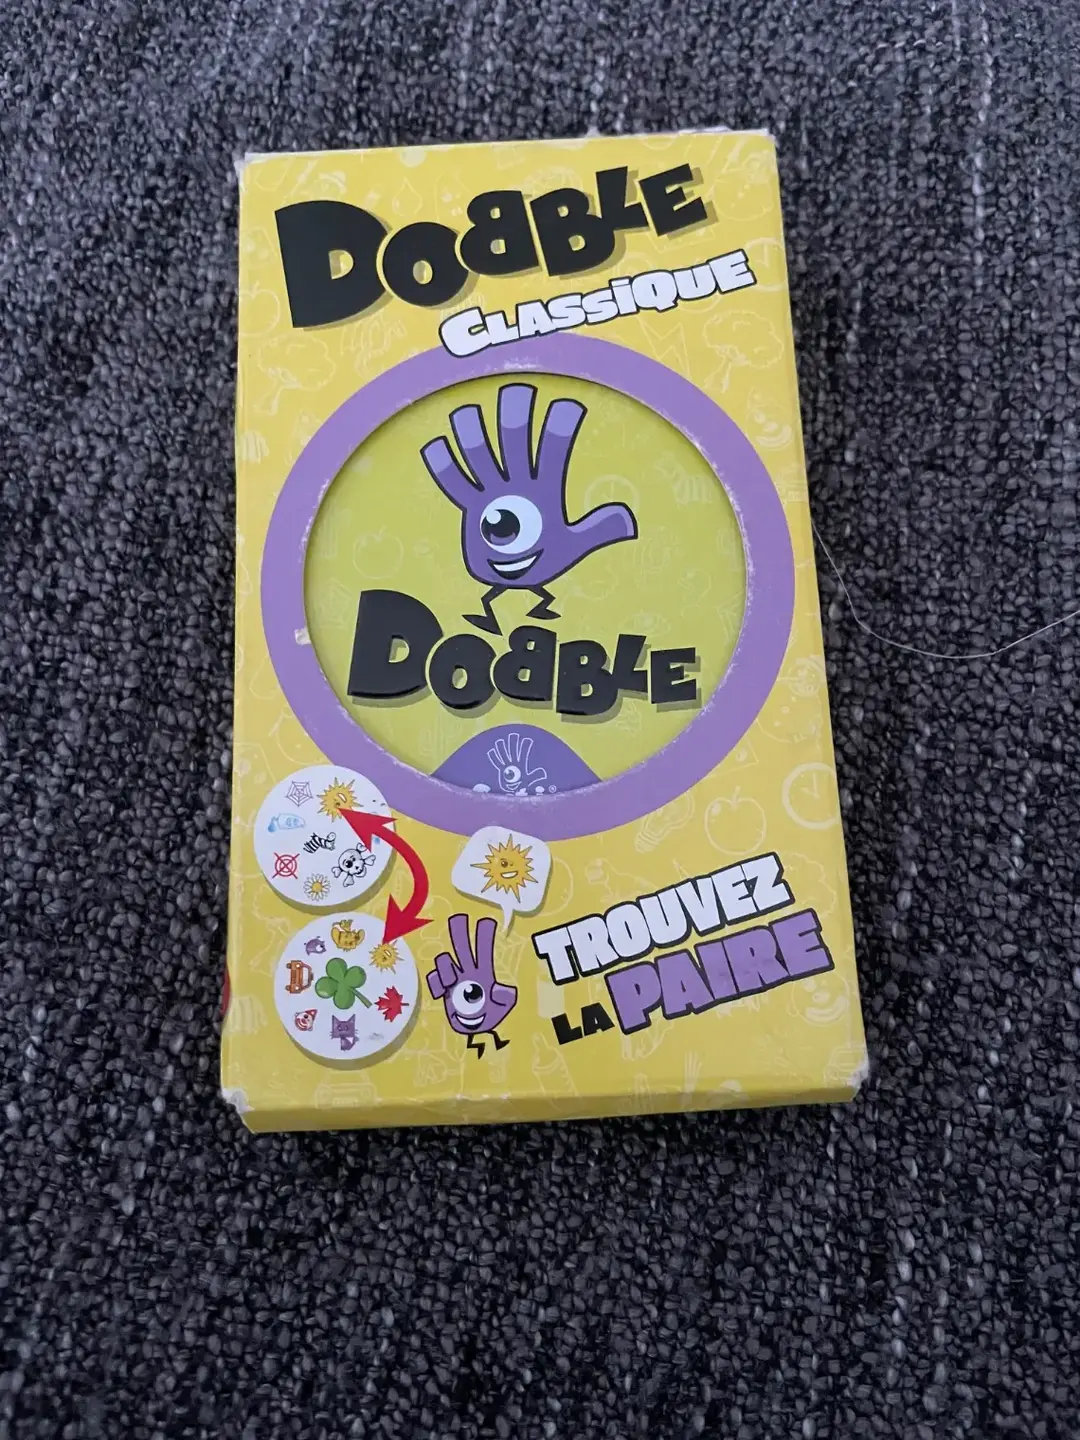 DOBBLE
CLASSiQUE
DOBBLE
TROUVEZ
LA PAIRE